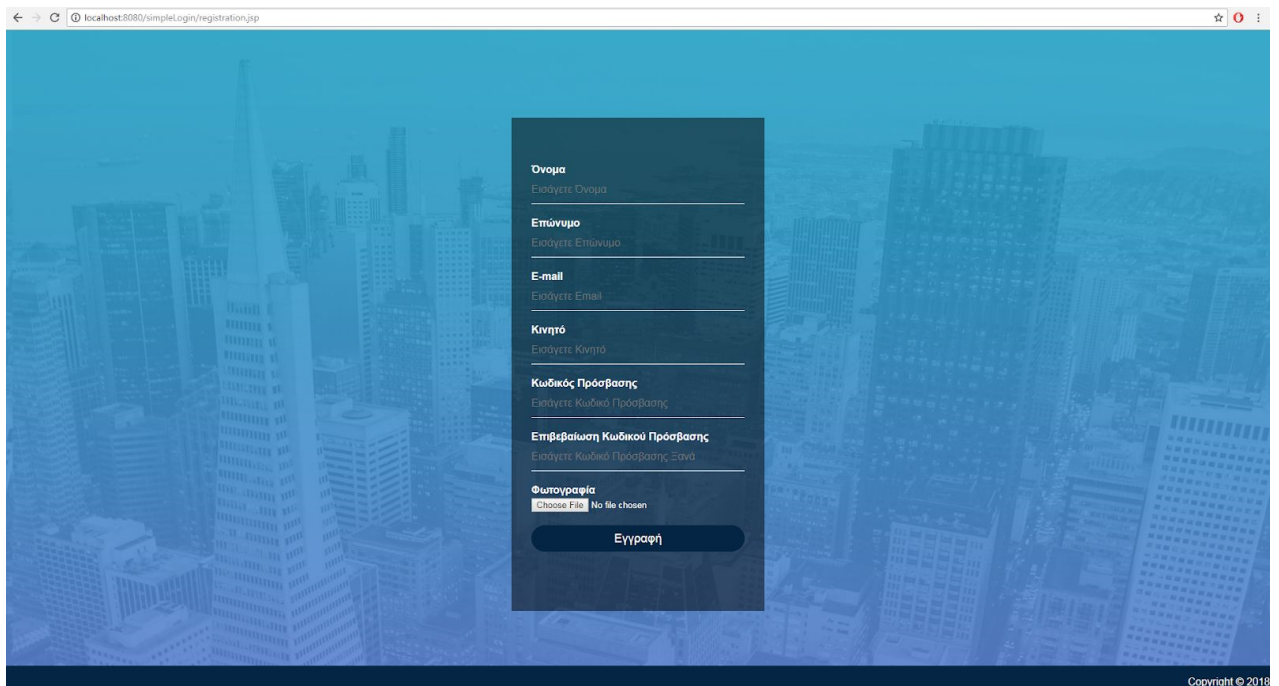 localhost:8080/simpleLogin/registration.jsp
Όνομα
Εισάγετε Όνομα
Επώνυμο
Εισάγετε Επώνυμο
E-mail
Εισάγετε Email
Κινητό
Εισάγετε Κινητό
Κωδικός Πρόσβασης
Εισάγετε Κωδικό Πρόσβασης
Επιβεβαίωση Κωδικού Πρόσβασης
Εισάγετε Κωδικό Πρόσβασης Ξανά
Φωτογραφία
Choose File No file chosen
Εγγραφή
Copyright © 2018